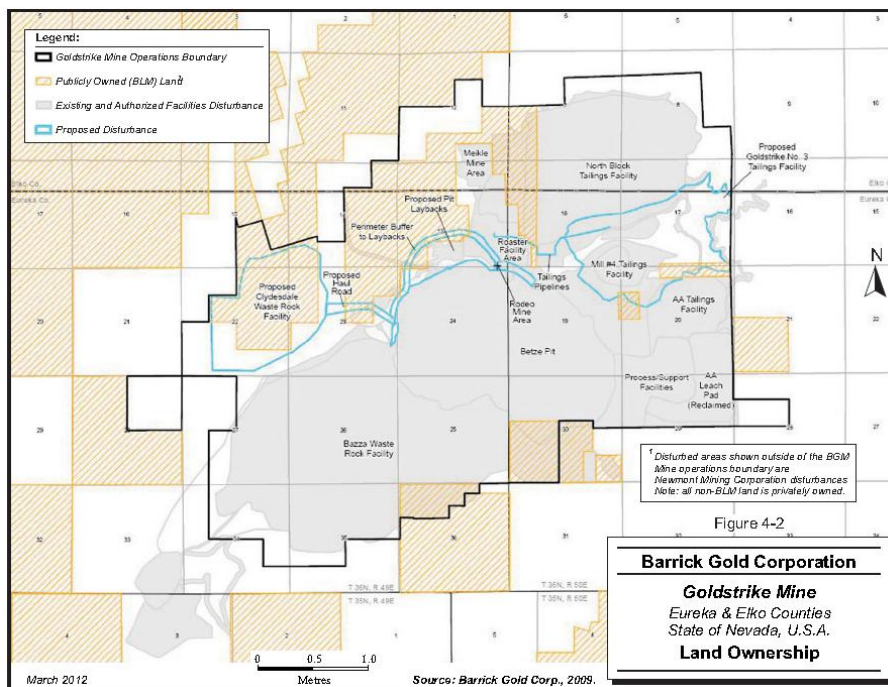 Legend:
Goldstrike Mine Operations Boundary
Publicly Owned (BLM) Land¹
Existing and Authorized Facilities Disturbance
Proposed Disturbance
Elko Co.
Eureka Co.
Elko Co.
Meikle
Mine
Area
North Block
Tailings Facility
Proposed
Goldstrike No. 3
Tailings Facility
Proposed Pit
Laybacks
Perimeter Buffer
to Laybacks
Roaster
Facility
Area
Tailings
Pipelines
Mill #4 Tailings
Facility
Proposed
Clydesdale
Waste Rock
Facility
Proposed
Haul
Road
Rodeo
Mine
Area
AA Tailings
Facility
Betze Pit
Process/Support
Facilities
AA
Leach
Pad
(Reclaimed)
Bazza Waste
Rock Facility
N
1 Disturbed areas shown outside of the BGM
Mine operations boundary are
Newmont Mining Corporation disturbances
Note: all non-BLM land is privately owned.
Figure 4-2
Barrick Gold Corporation
Goldstrike Mine
Eureka & Elko Counties
State of Nevada, U.S.A.
Land Ownership
T 36N, R 49E
T 35N, R 49E
T 36N, R 50E
T 35N, R 50E
0 0.5 1.0
Metres
March 2012
Source: Barrick Gold Corp., 2009.